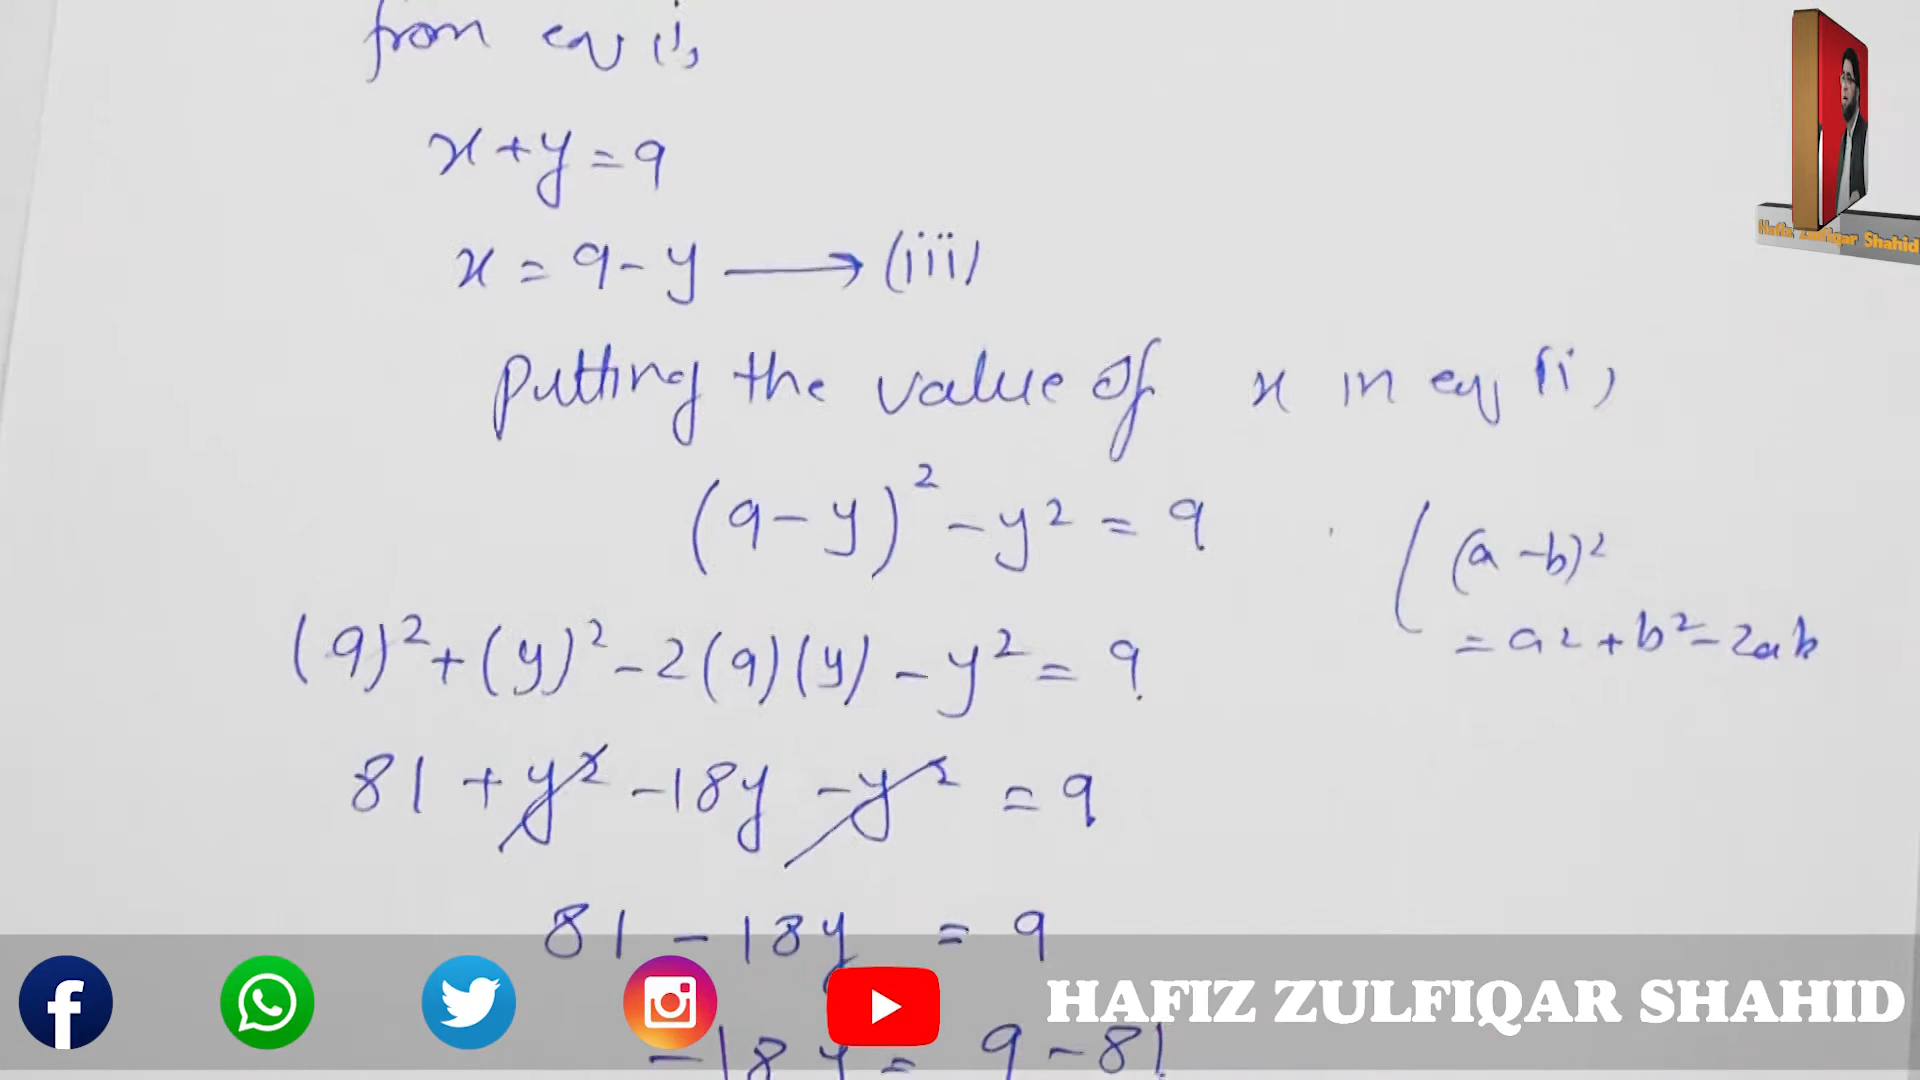 from eq i,
x + y = 9
x = 9 - y ⟶ (iii)
putting the value of x in eq (i,
(9 - y)² - y² = 9
(a - b)²
= a² + b² - 2ab
(9)² + (y)² - 2(9)(y) - y² = 9
81 + y² - 18y - y² = 9
81 - 18y = 9
-18y = 9 - 81
Hafiz Zulfiqar Shahid
HAFIZ ZULFIQAR SHAHID